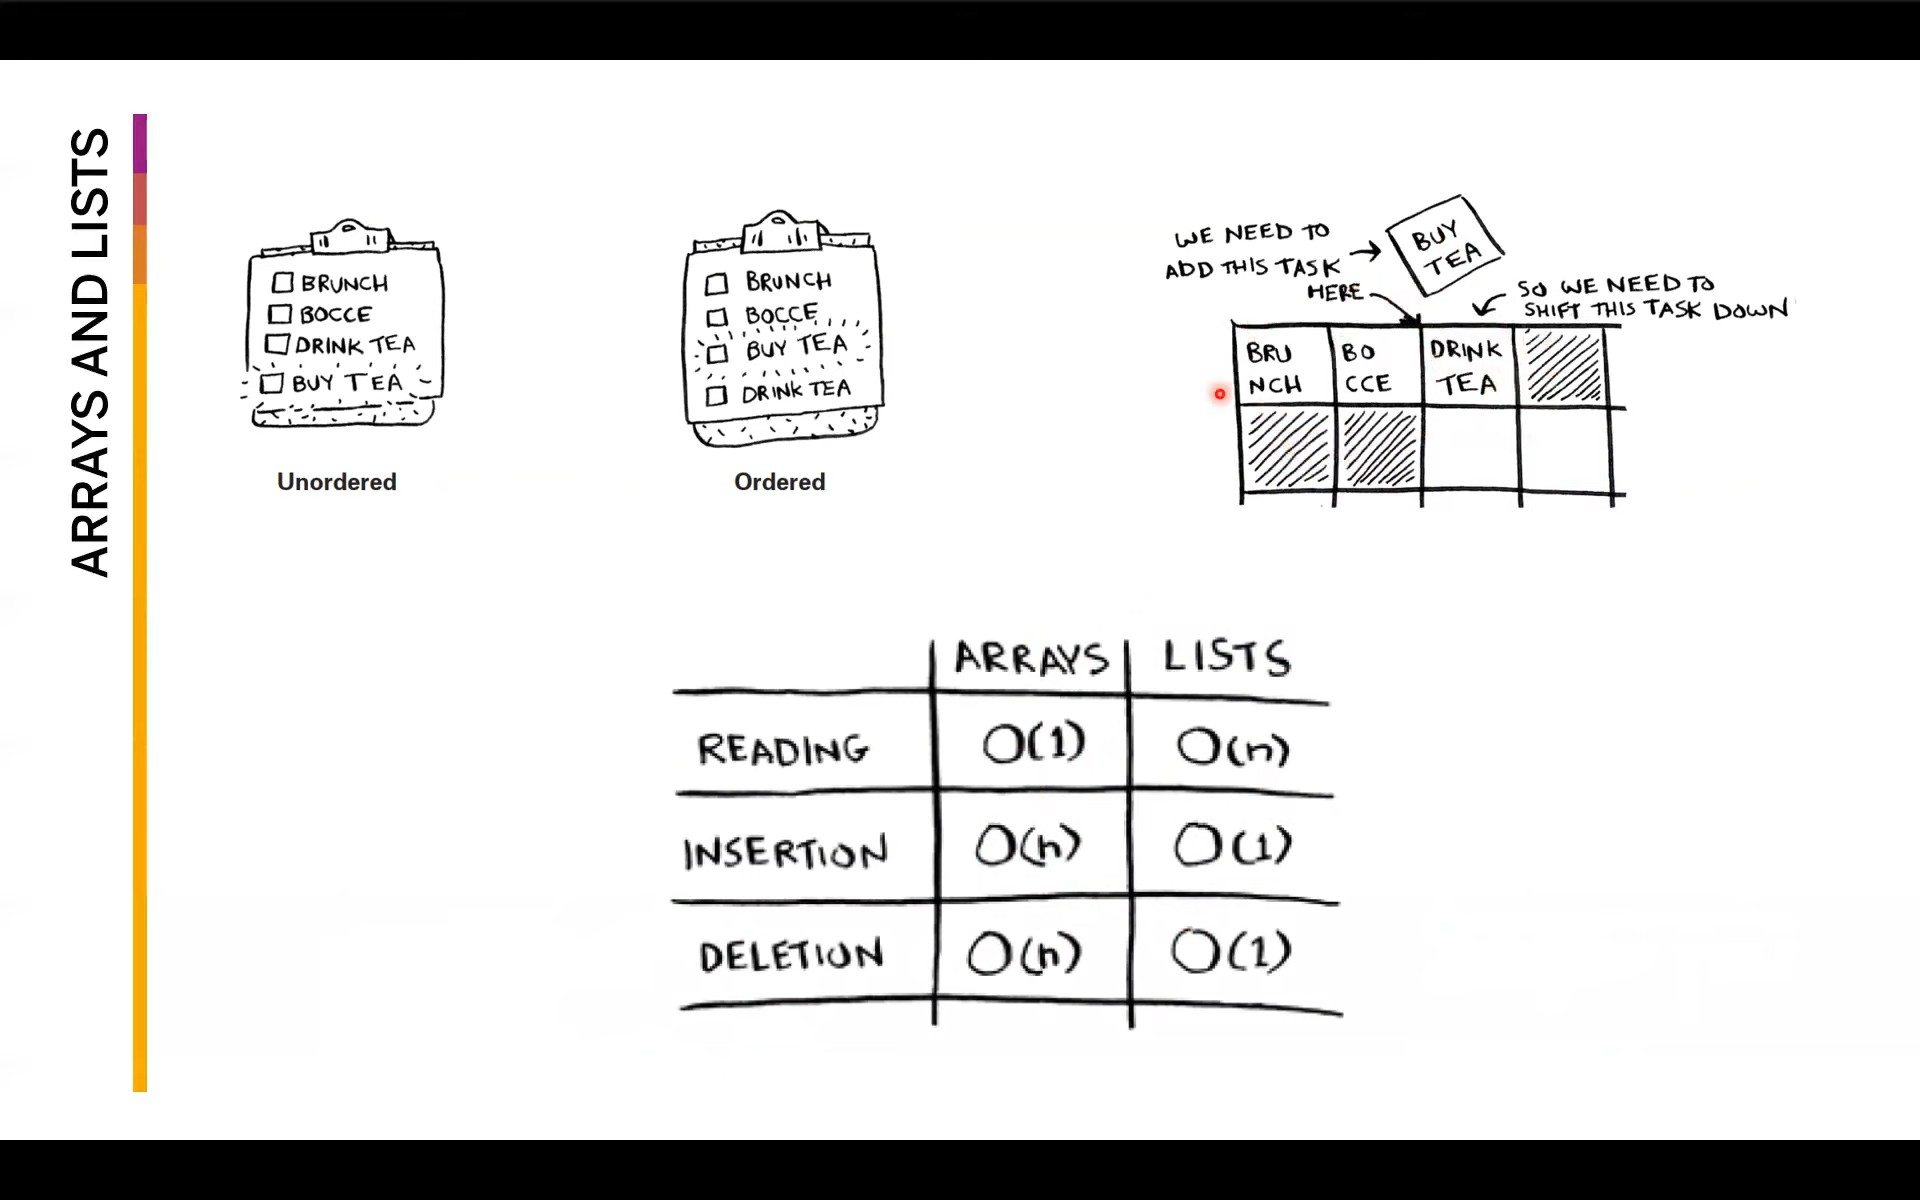 ARRAYS AND LISTS
BRUNCH
BOCCE
DRINK TEA
BUY TEA
Unordered
BRUNCH
BOCCE
BUY TEA
DRINK TEA
Ordered
WE NEED TO
ADD THIS TASK
HERE
BUY
TEA
SO WE NEED TO
SHIFT THIS TASK DOWN
BRU BO DRINK
NCH CCE TEA
ARRAYS LISTS
READING O(1) O(n)
INSERTION O(n) O(1)
DELETION O(n) O(1)